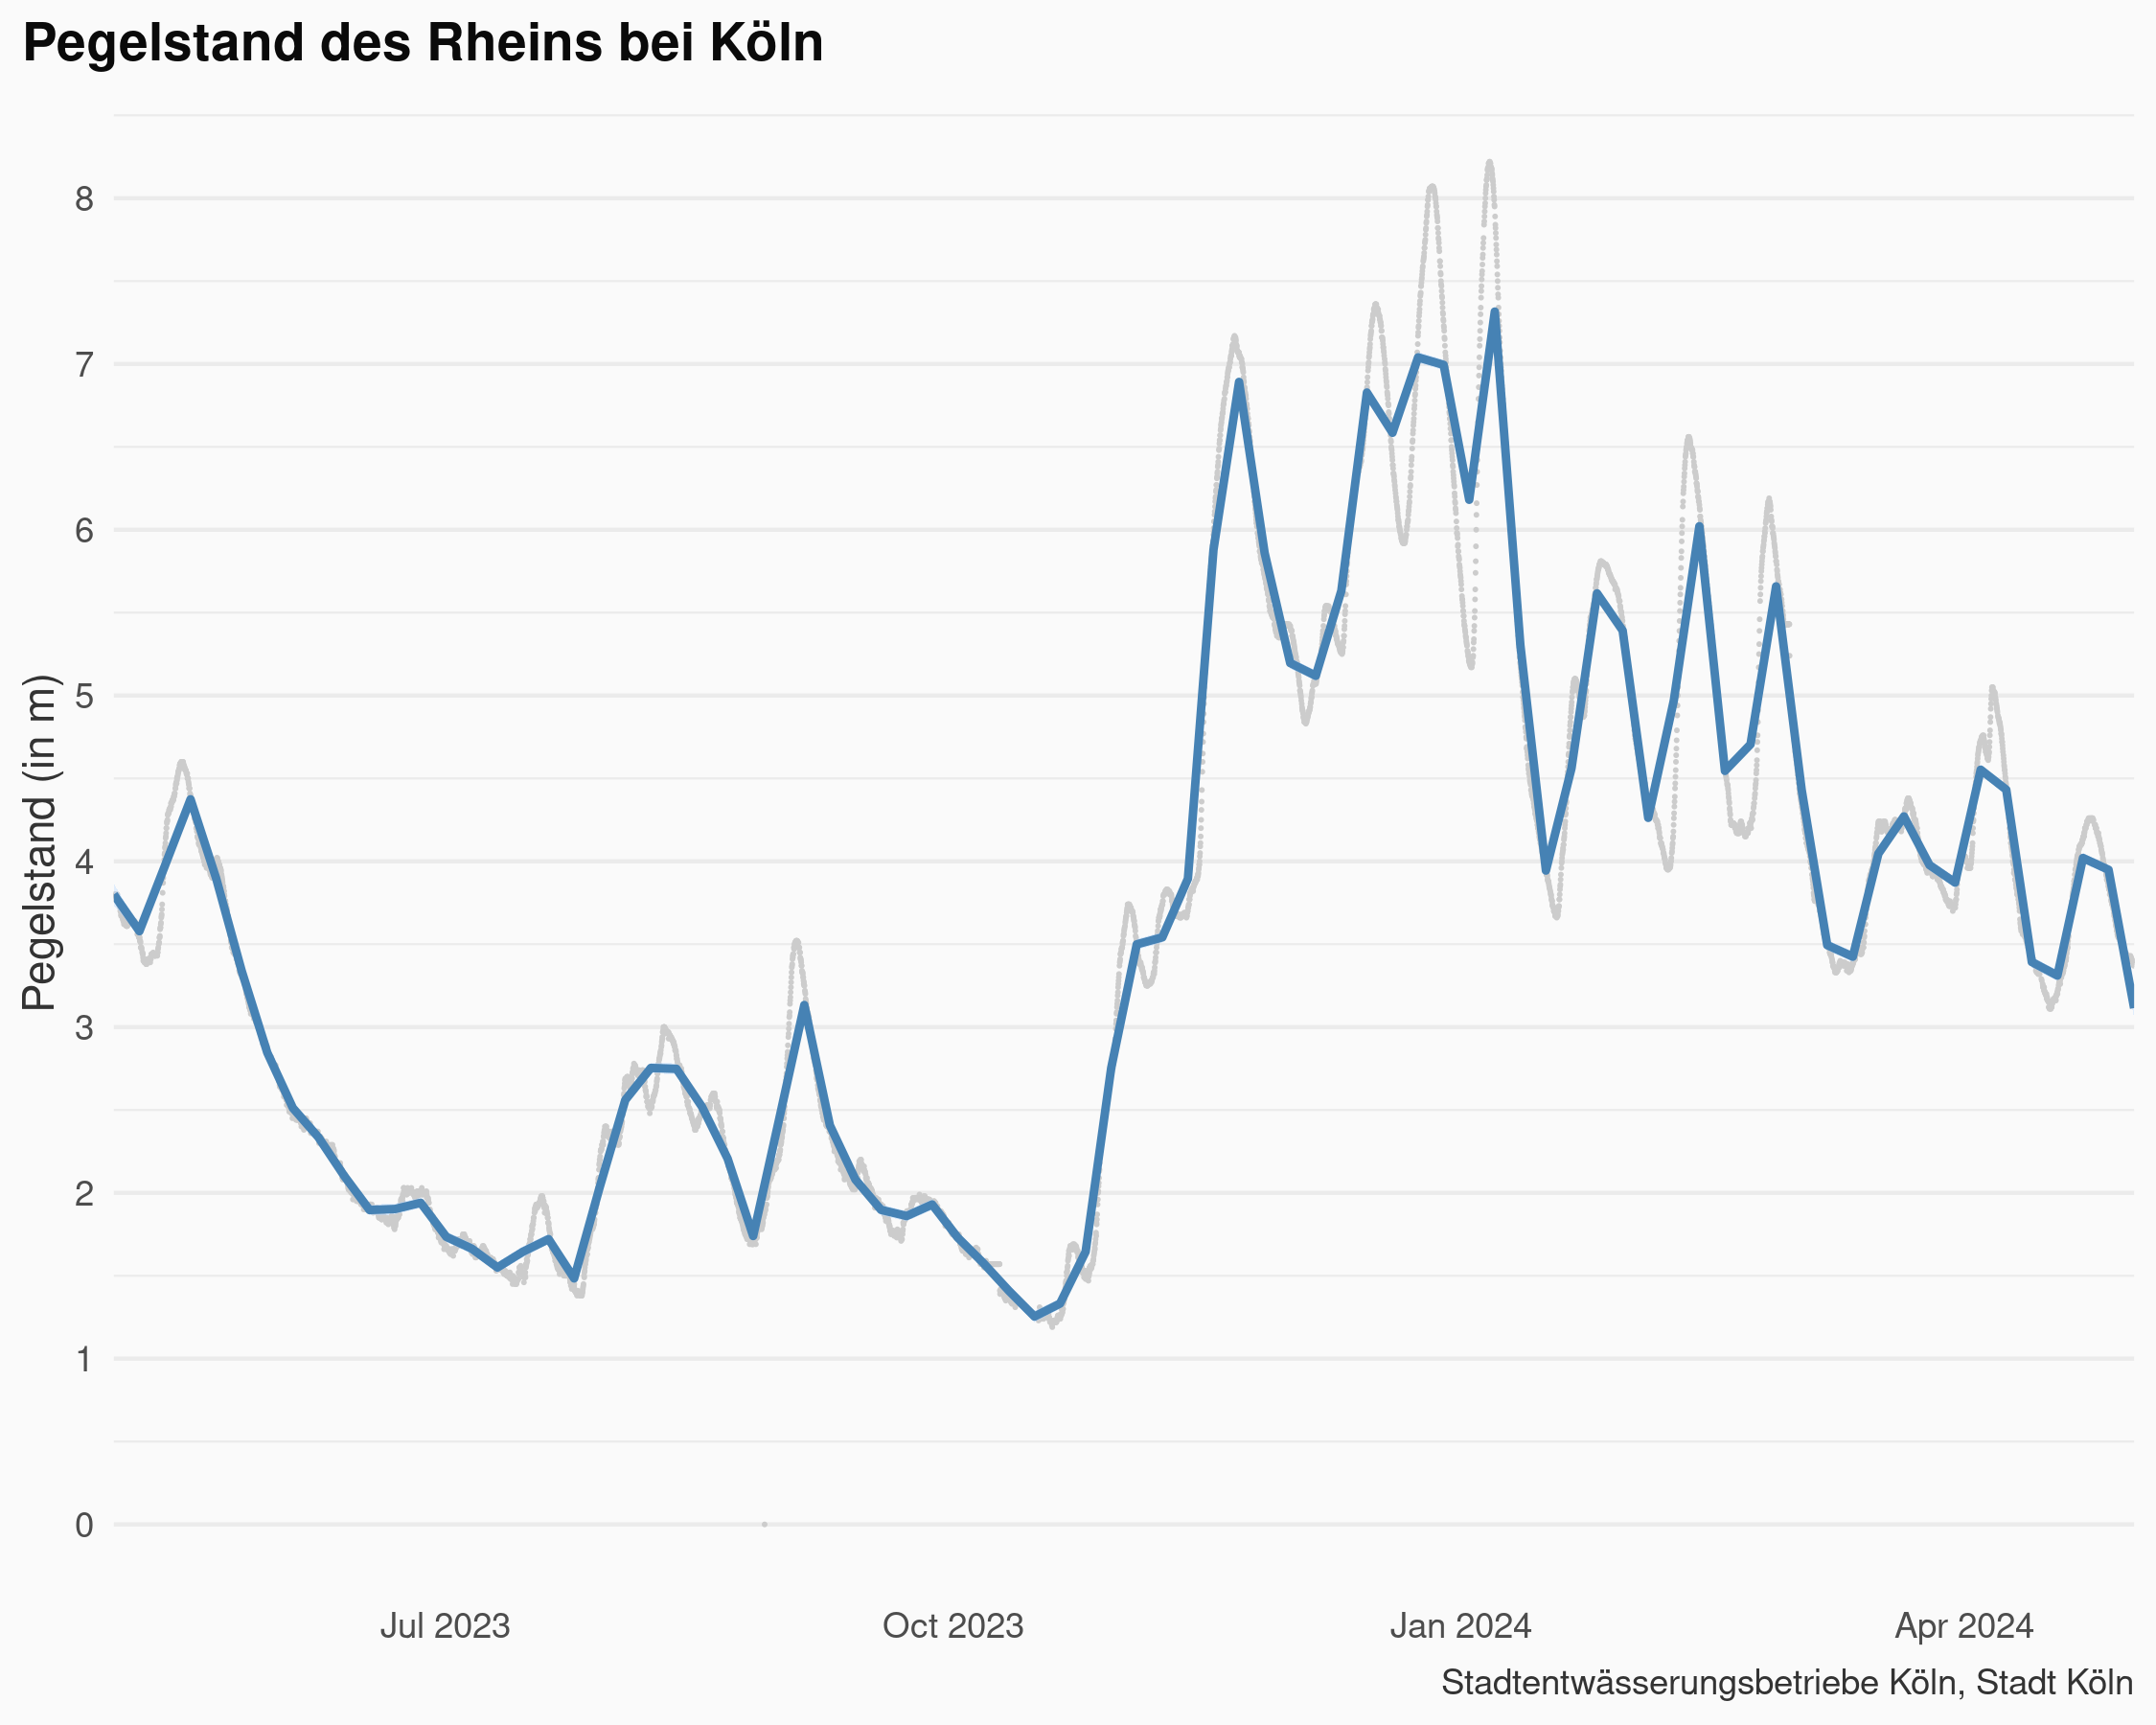 Pegelstand des Rheins bei Köln
Pegelstand (in m)
8
7
6
5
4
3
2
1
0
Jul 2023 Oct 2023 Jan 2024 Apr 2024
Stadtentwässerungsbetriebe Köln, Stadt Köln